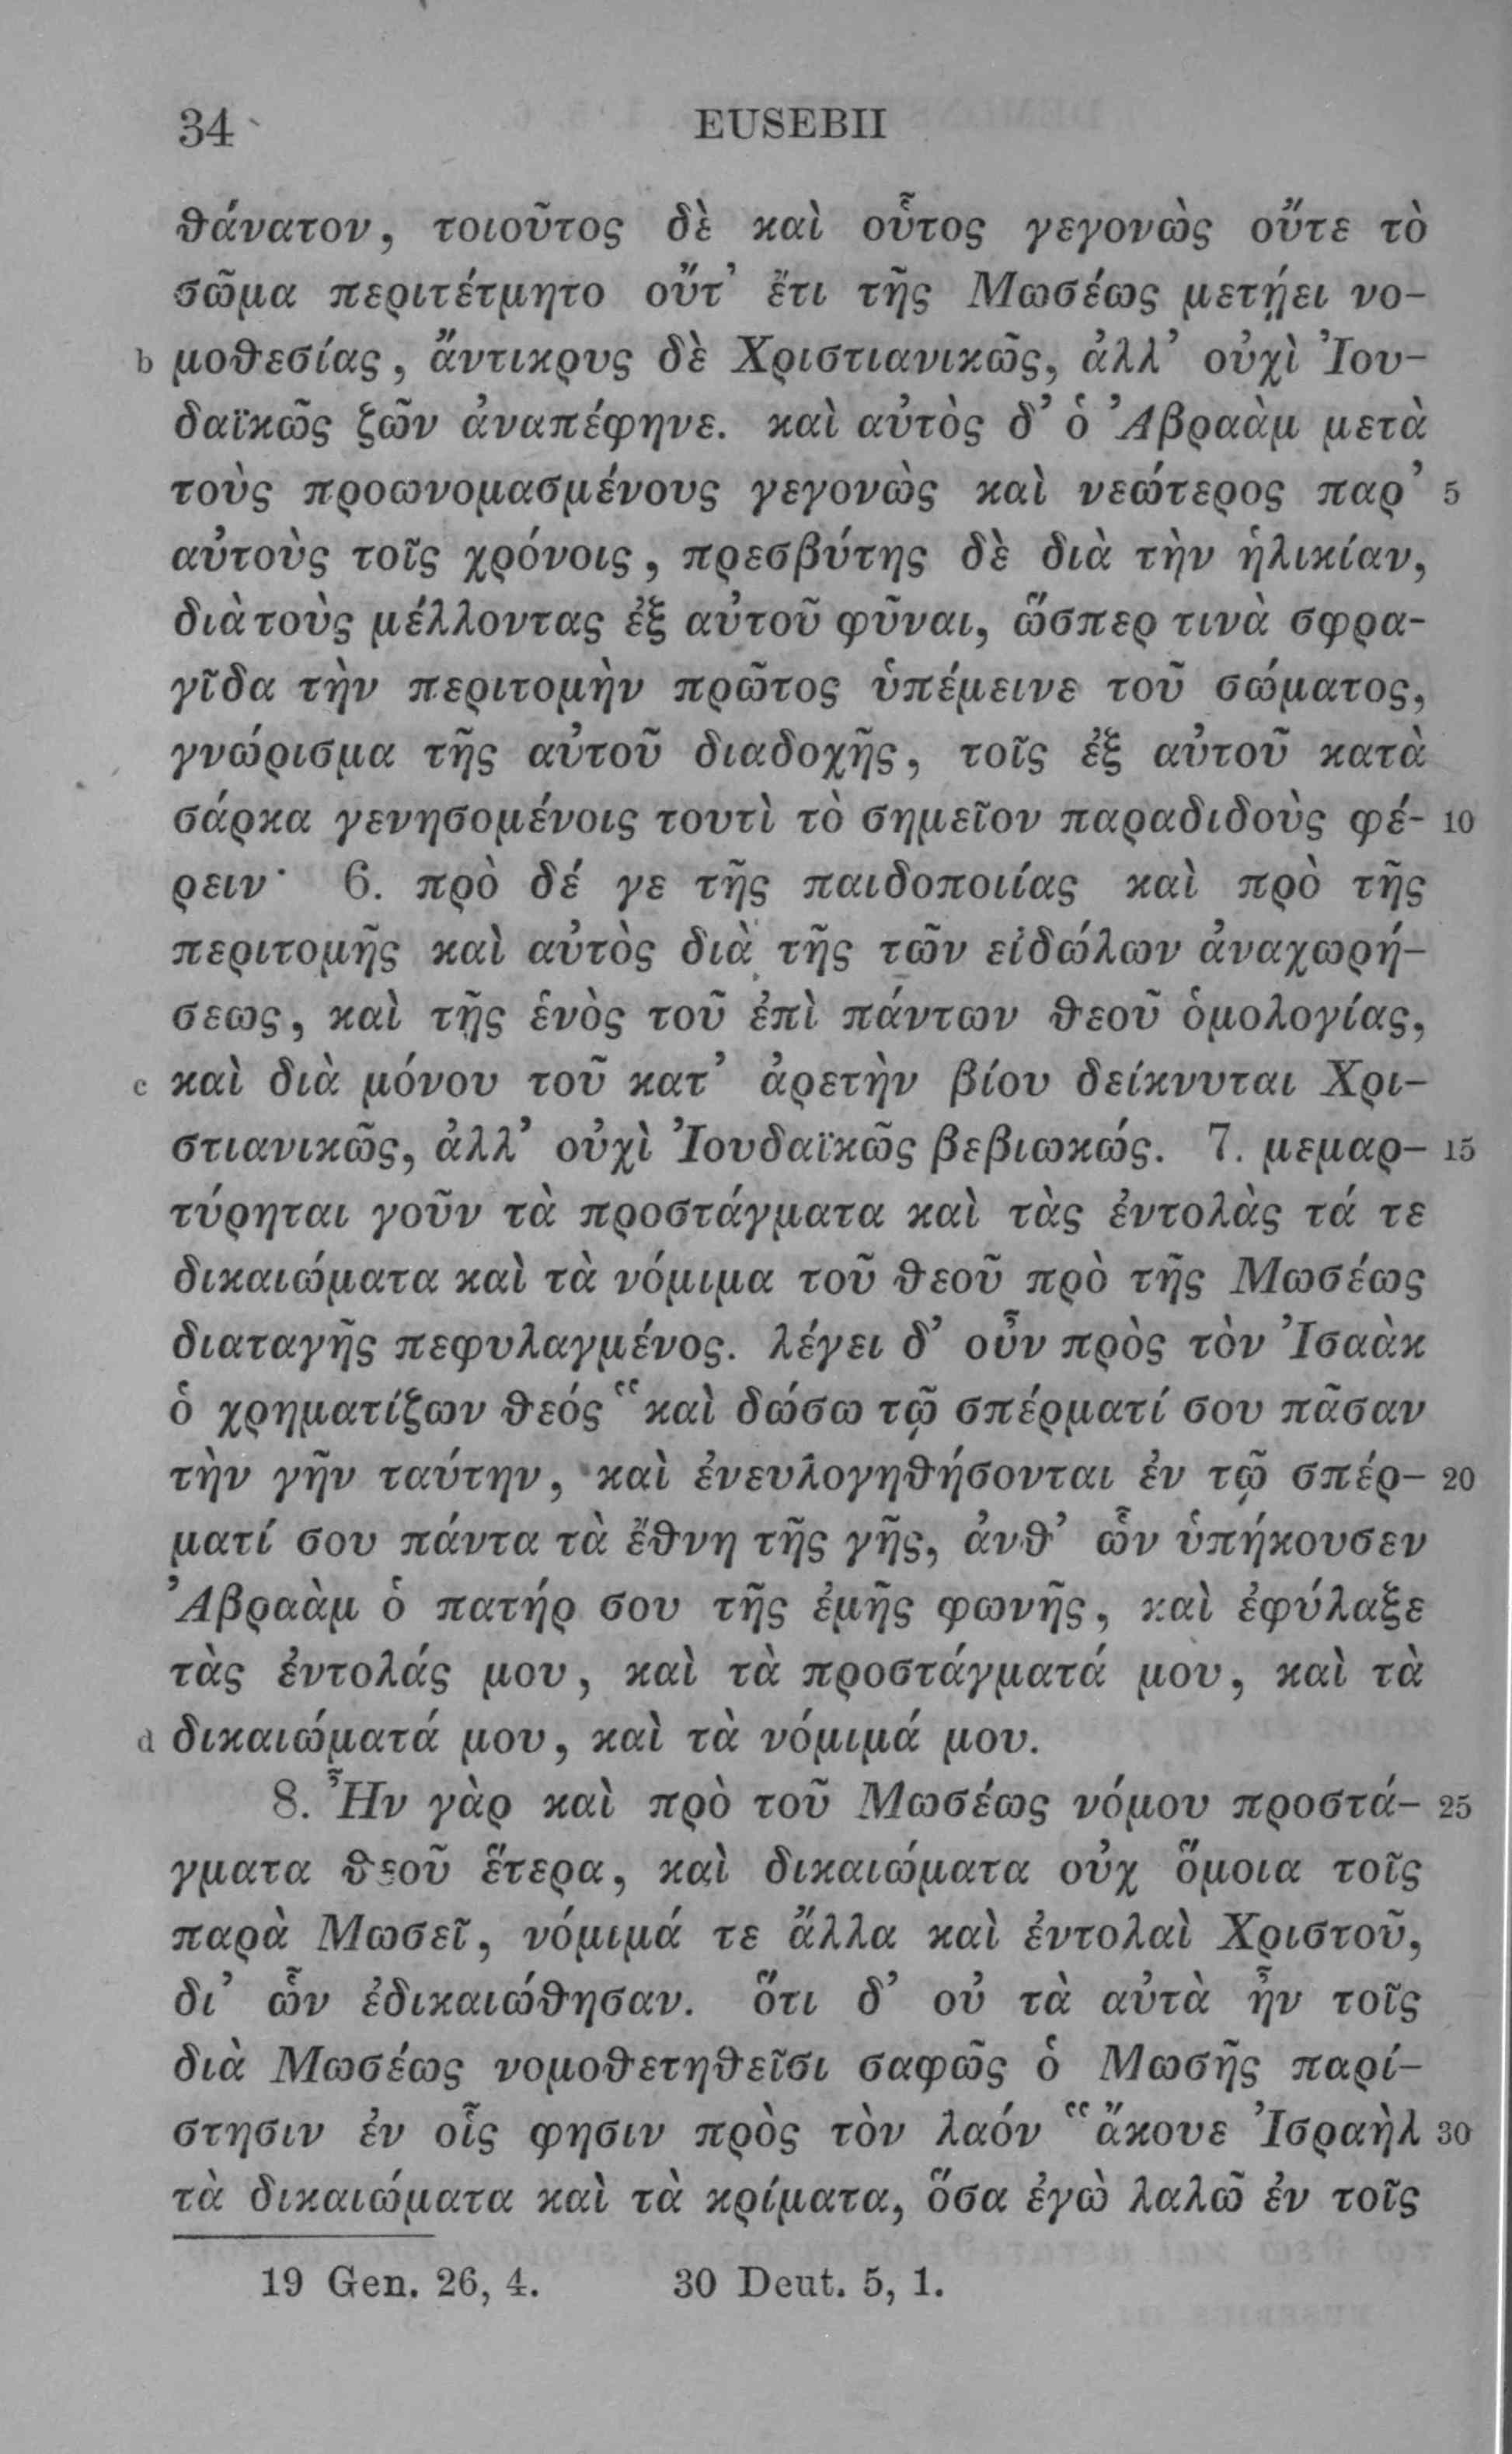 34 EUSEBII
θάνατον, τοιοῦτος δὲ καὶ οὗτος γεγονὼς οὔτε τὸ
σῶμα περιτέτμητο οὔτ’ ἔτι τῆς Μωσέως μετῄει νο-
b μοθεσίας, ἄντικρυς δὲ Χριστιανικῶς, ἀλλ’ οὐχὶ Ἰου-
δαϊκῶς ζῶν ἀναπέφηνε. καὶ αὐτὸς δ’ ὁ Ἀβραὰμ μετὰ
τοὺς προωνομασμένους γεγονὼς καὶ νεώτερος παρ’ 5
αὐτοὺς τοῖς χρόνοις, πρεσβύτης δὲ διὰ τὴν ἡλικίαν,
διὰ τοὺς μέλλοντας ἐξ αὐτοῦ φῦναι, ὥσπερ τινὰ σφρα-
γῖδα τὴν περιτομὴν πρῶτος ὑπέμεινε τοῦ σώματος,
γνώρισμα τῆς αὐτοῦ διαδοχῆς, τοῖς ἐξ αὐτοῦ κατὰ
σάρκα γενησομένοις τουτὶ τὸ σημεῖον παραδιδοὺς φέ- 10
ρειν· 6. πρὸ δέ γε τῆς παιδοποιίας καὶ πρὸ τῆς
περιτομῆς καὶ αὐτὸς διὰ τῆς τῶν εἰδώλων ἀναχωρή-
σεως, καὶ τῆς ἑνὸς τοῦ ἐπὶ πάντων θεοῦ ὁμολογίας,
c καὶ διὰ μόνου τοῦ κατ’ ἀρετὴν βίου δείκνυται Χρι-
στιανικῶς, ἀλλ’ οὐχὶ Ἰουδαϊκῶς βεβιωκώς. 7. μεμαρ- 15
τύρηται γοῦν τὰ προστάγματα καὶ τὰς ἐντολὰς τά τε
δικαιώματα καὶ τὰ νόμιμα τοῦ θεοῦ πρὸ τῆς Μωσέως
διαταγῆς πεφυλαγμένος. λέγει δ’ οὖν πρὸς τὸν Ἰσαὰκ
ὁ χρηματίζων θεός “καὶ δώσω τῷ σπέρματί σου πᾶσαν
τὴν γῆν ταύτην, καὶ ἐνευλογηθήσονται ἐν τῷ σπέρ- 20
ματί σου πάντα τὰ ἔθνη τῆς γῆς, ἀνθ’ ὧν ὑπήκουσεν
Ἀβραὰμ ὁ πατήρ σου τῆς ἐμῆς φωνῆς, καὶ ἐφύλαξε
τὰς ἐντολάς μου, καὶ τὰ προστάγματά μου, καὶ τὰ
d δικαιώματά μου, καὶ τὰ νόμιμά μου.
8. Ἦν γὰρ καὶ πρὸ τοῦ Μωσέως νόμου προστά- 25
γματα θεοῦ ἕτερα, καὶ δικαιώματα οὐχ ὅμοια τοῖς
παρὰ Μωσεῖ, νόμιμά τε ἄλλα καὶ ἐντολαὶ Χριστοῦ,
δι’ ὧν ἐδικαιώθησαν. ὅτι δ’ οὐ τὰ αὐτὰ ἦν τοῖς
διὰ Μωσέως νομοθετηθεῖσι σαφῶς ὁ Μωσῆς παρί-
στησιν ἐν οἷς φησιν πρὸς τὸν λαόν “ἄκουε Ἰσραὴλ 30
τὰ δικαιώματα καὶ τὰ κρίματα, ὅσα ἐγὼ λαλῶ ἐν τοῖς
19 Gen. 26, 4. 30 Deut. 5, 1.